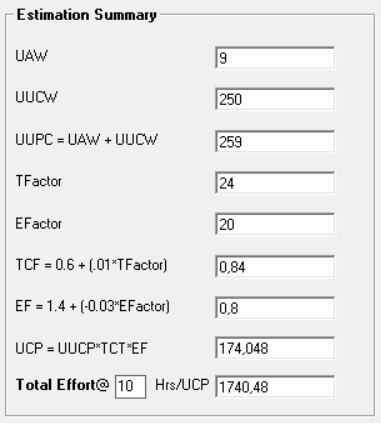 Estimation Summary
UAW 9
UUCW 250
UUPC = UAW + UUCW 259
TFactor 24
EFactor 20
TCF = 0.6 + (.01*TFactor) 0,84
EF = 1.4 + (-0.03*EFactor) 0,8
UCP = UUCP*TCT*EF 174,048
Total Effort@ 10 Hrs/UCP 1740,48